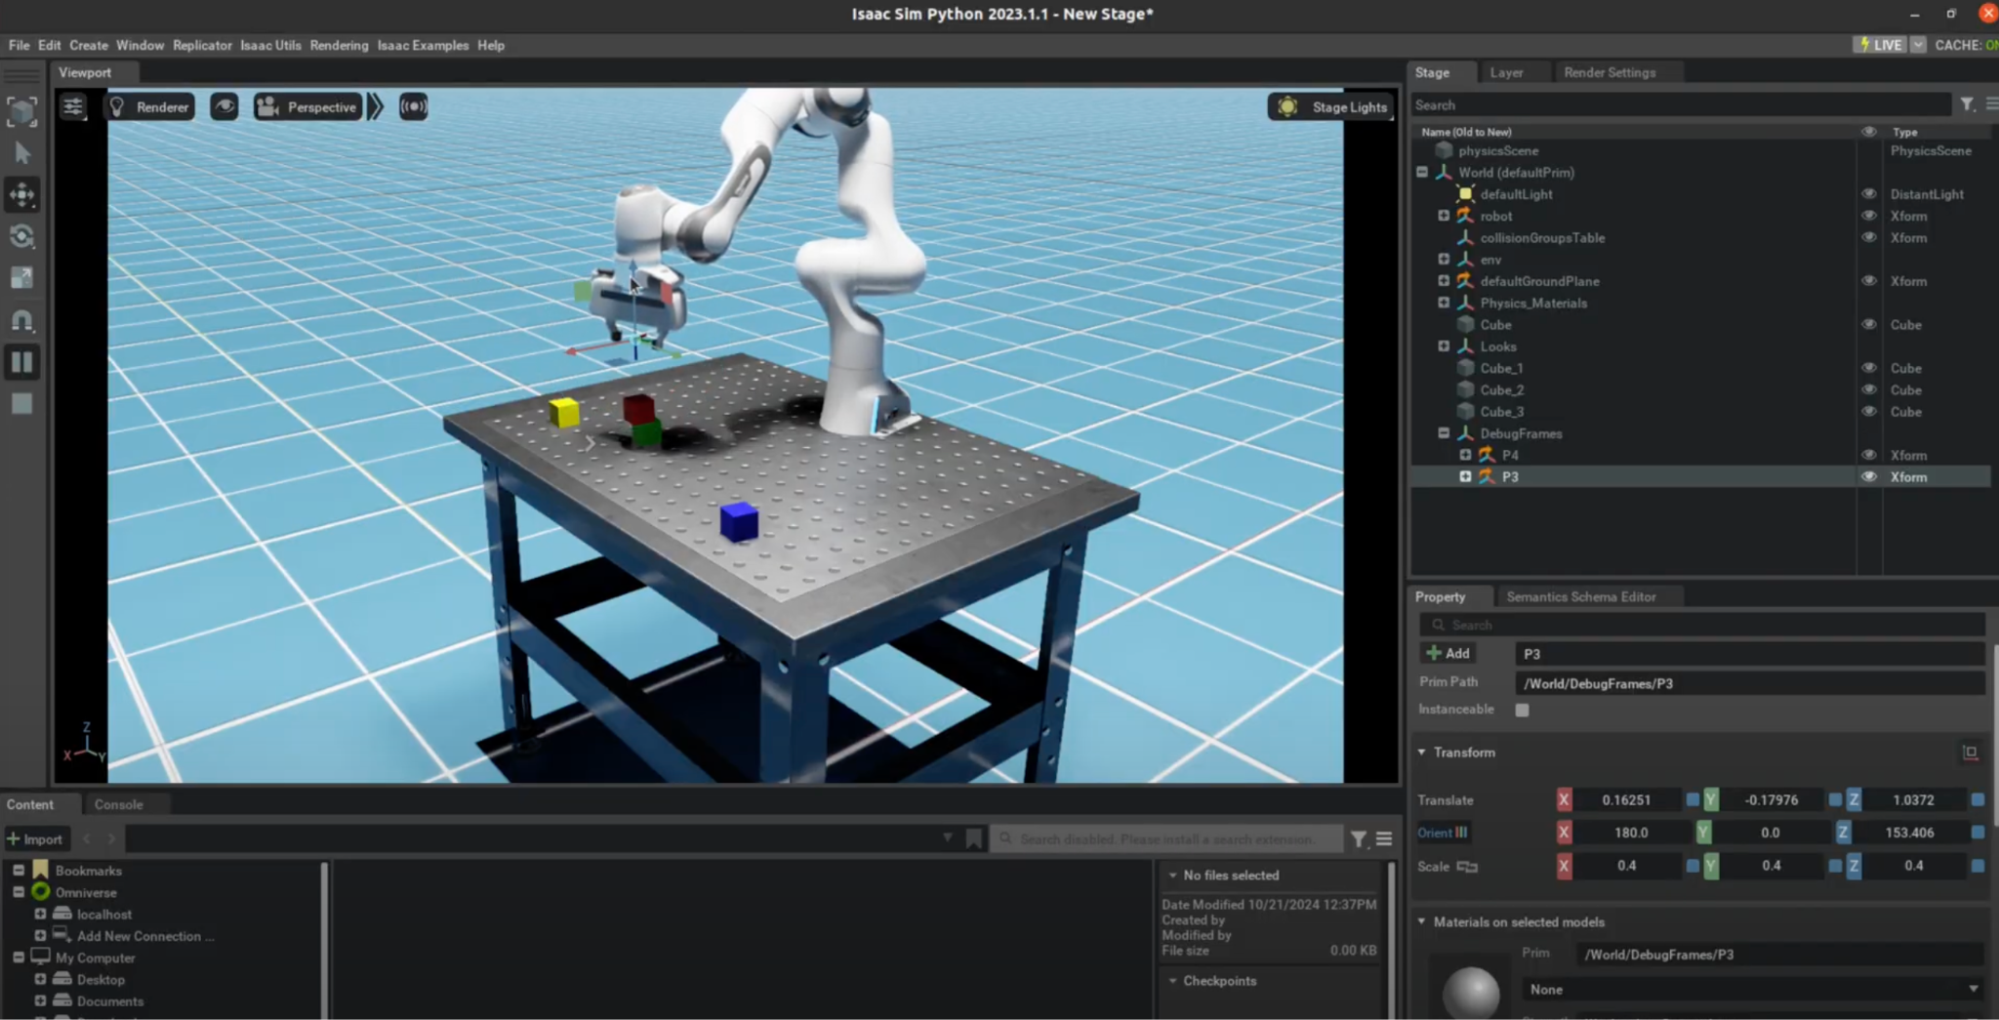 Isaac Sim Python 2023.1.1 - New Stage*
File Edit Create Window Replicator Isaac Utils Rendering Isaac Examples Help
LIVE CACHE: ON
Viewport
Renderer Perspective Stage Lights
Z
X Y
Stage Layer Render Settings
Search
Name (Old to New) Type
physicsScene PhysicsScene
World (defaultPrim)
defaultLight DistantLight
robot Xform
collisionGroupsTable Xform
env
defaultGroundPlane Xform
Physics_Materials
Cube Cube
Looks
Cube_1 Cube
Cube_2 Cube
Cube_3 Cube
DebugFrames
P4 Xform
P3 Xform
Property Semantics Schema Editor
Search
Add P3
Prim Path /World/DebugFrames/P3
Instanceable
Transform
Translate X 0.16251 Y -0.17976 Z 1.0372
Orient X 180.0 Y 0.0 Z 153.406
Scale X 0.4 Y 0.4 Z 0.4
Materials on selected models
Prim /World/DebugFrames/P3
None
Content Console
Import Search disabled. Please install a search extension.
Bookmarks
Omniverse
localhost
Add New Connection ...
My Computer
Desktop
Documents
No files selected
Date Modified 10/21/2024 12:37PM
Created by
Modified by
File size 0.00 KB
Checkpoints